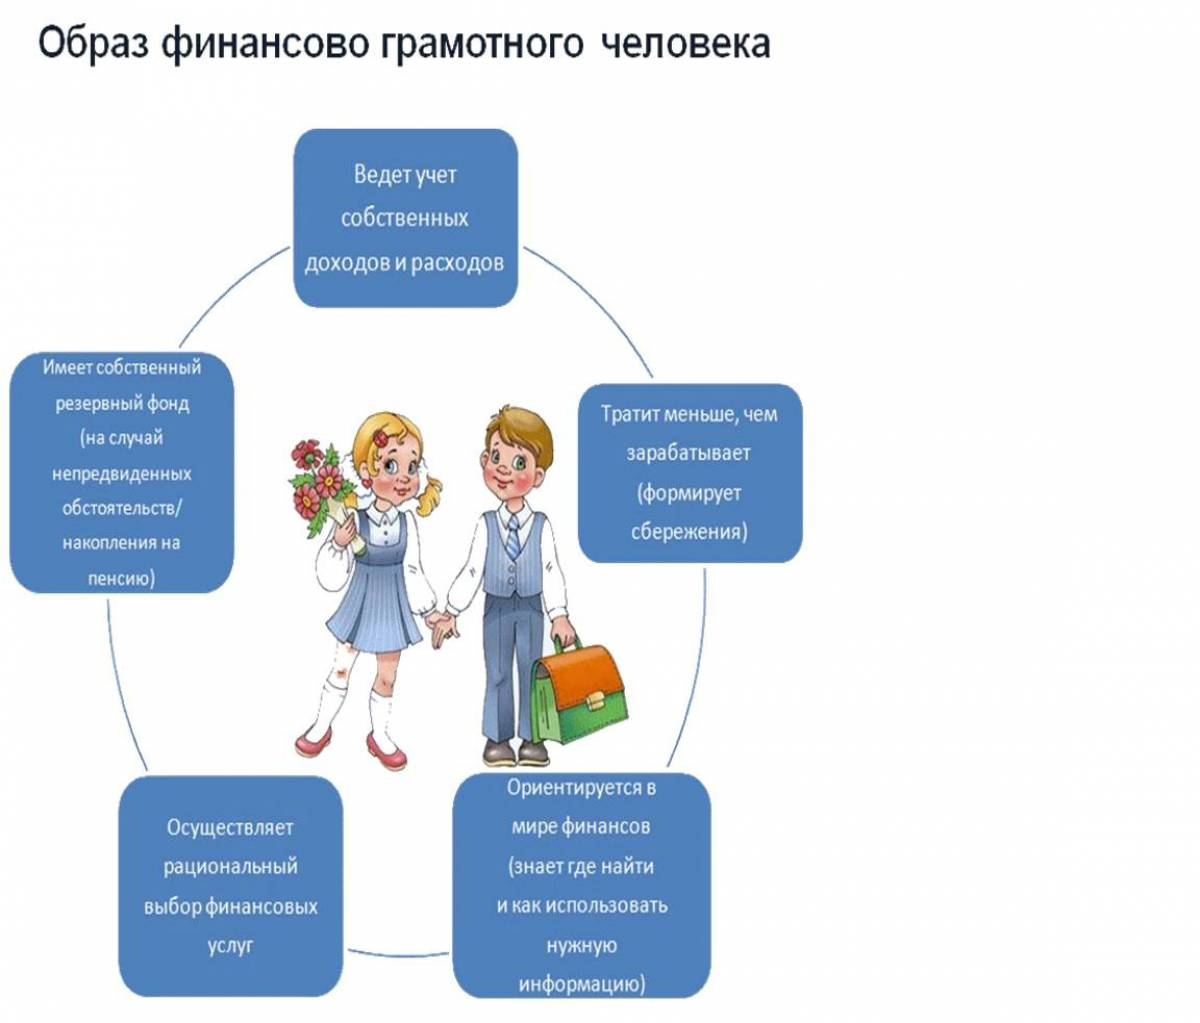 Образ финансово грамотного человека
Ведет учет
собственных
доходов и расходов
Тратит меньше, чем
зарабатывает
(формирует
сбережения)
Ориентируется в
мире финансов
(знает где найти
и как использовать
нужную
информацию)
Осуществляет
рациональный
выбор финансовых
услуг
Имеет собственный
резервный фонд
(на случай
непредвиденных
обстоятельств/
накопления на
пенсию)